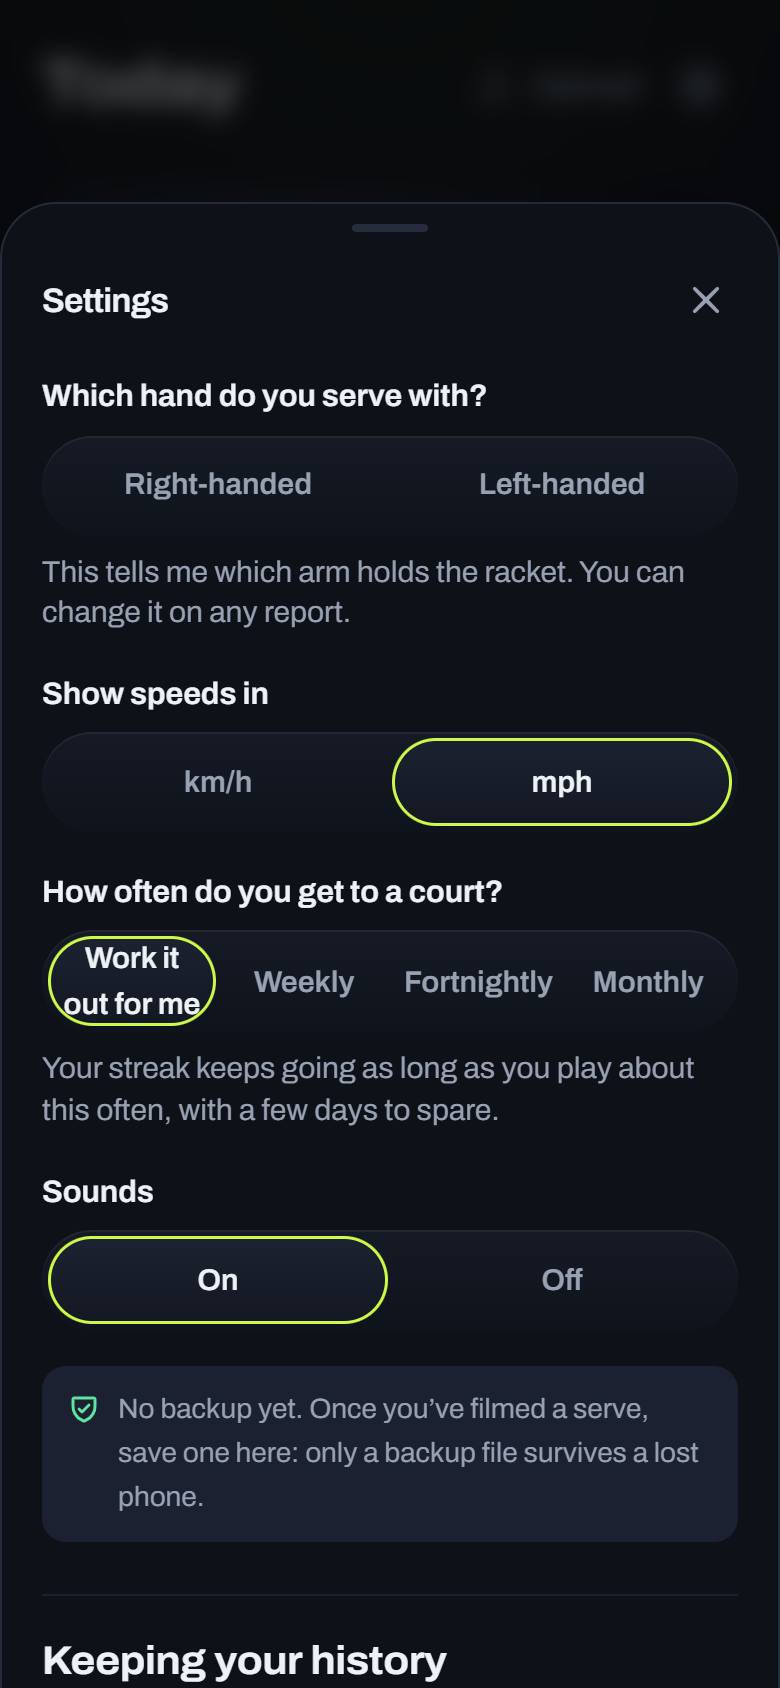 Today
Settings
Which hand do you serve with?
Right-handed Left-handed
This tells me which arm holds the racket. You can
change it on any report.
Show speeds in
km/h mph
How often do you get to a court?
Work it
out for me Weekly Fortnightly Monthly
Your streak keeps going as long as you play about
this often, with a few days to spare.
Sounds
On Off
No backup yet. Once you’ve filmed a serve,
save one here: only a backup file survives a lost
phone.
Keeping your history